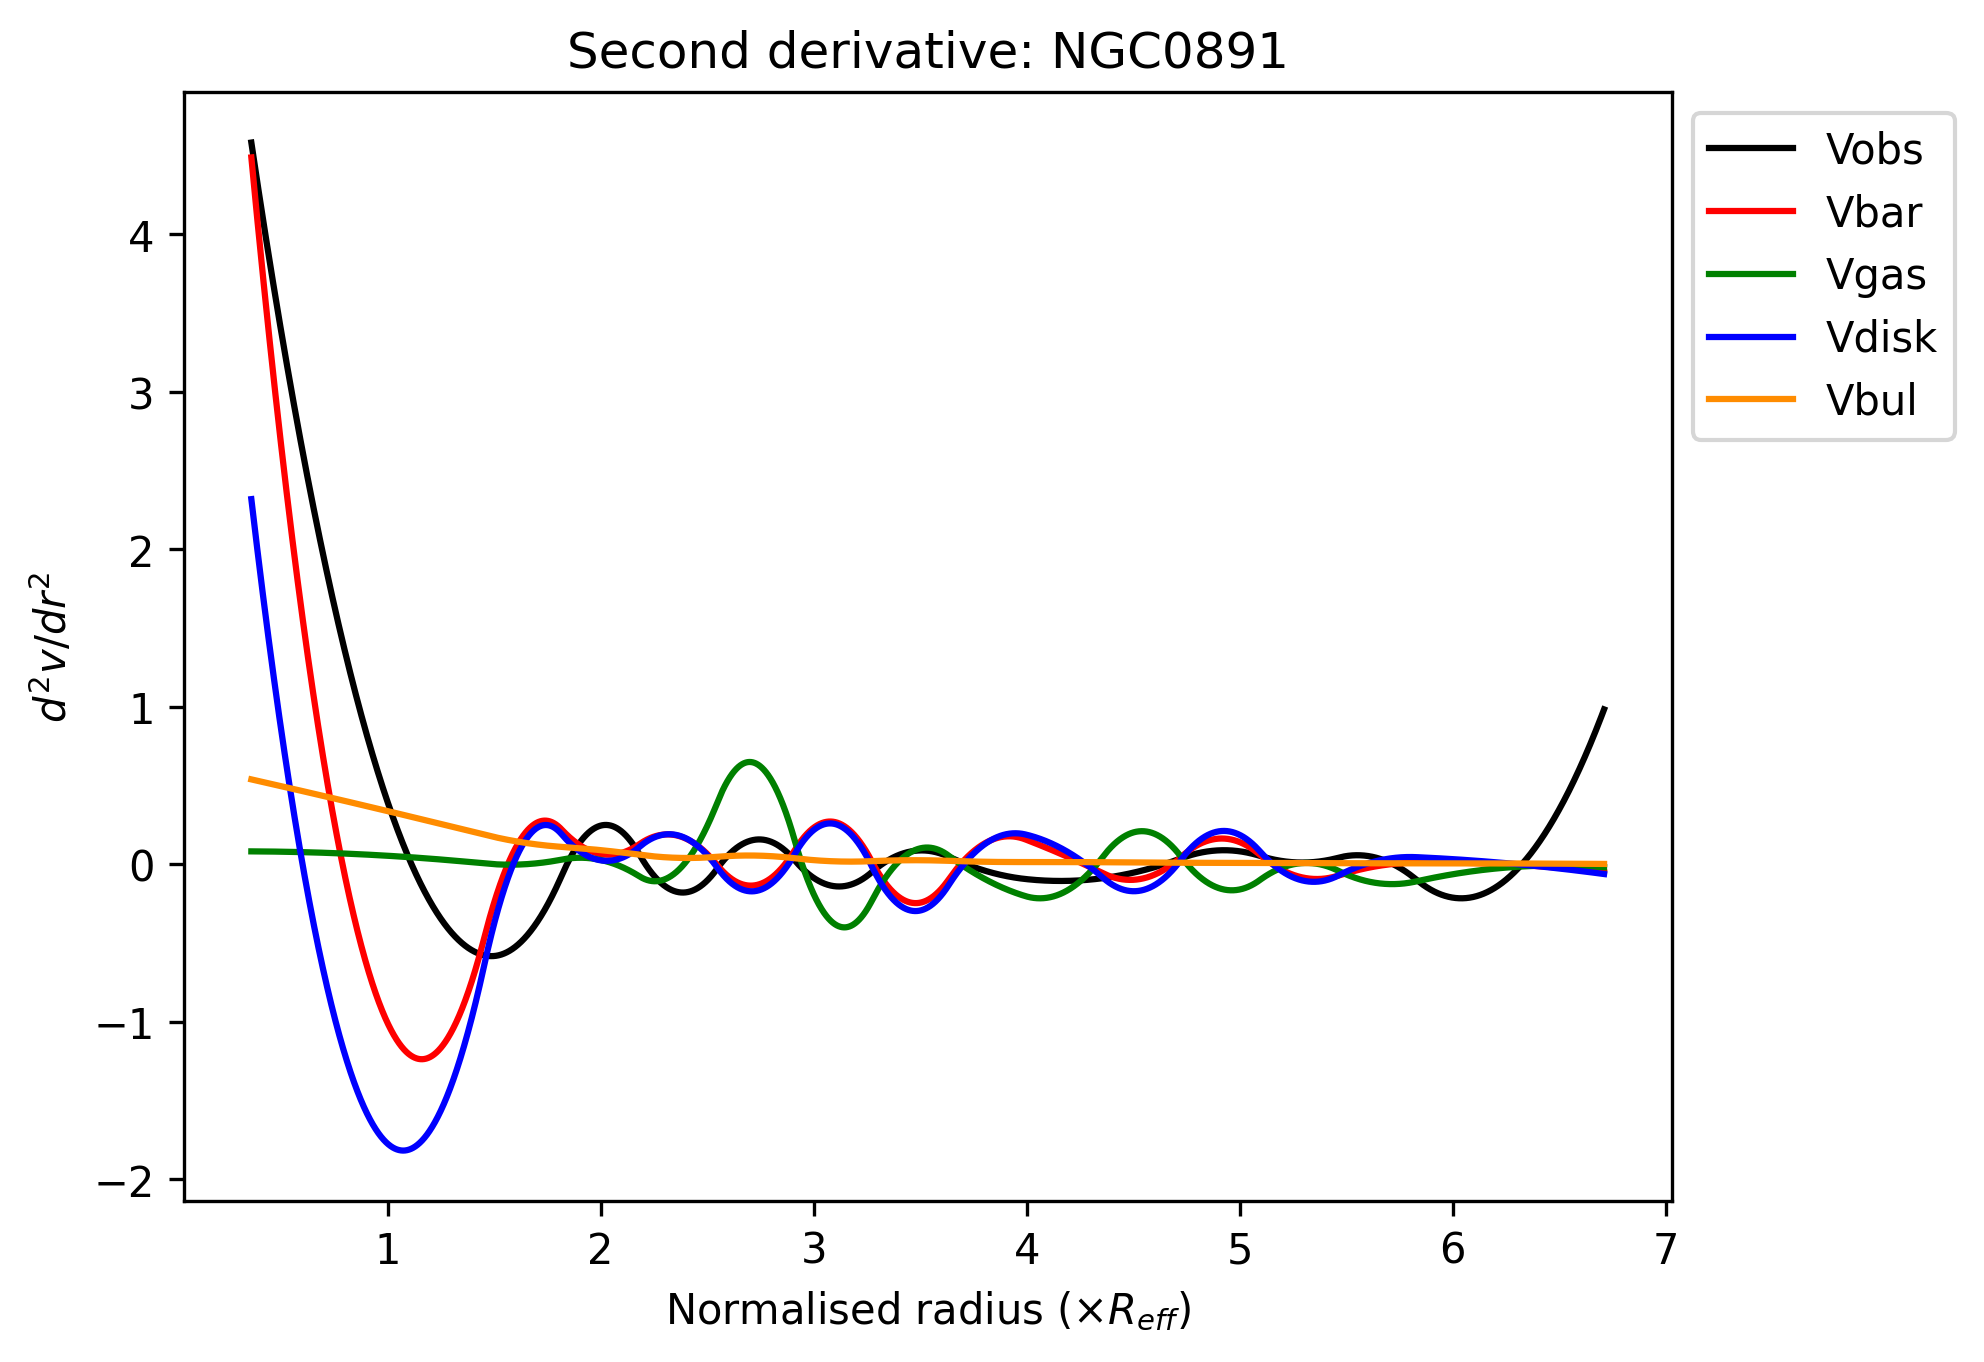 Second derivative: NGC0891
Vobs
Vbar
Vgas
Vdisk
Vbul
4
3
2
1
0
−1
−2
d²v/dr²
1 2 3 4 5 6 7
Normalised radius (×R_eff)